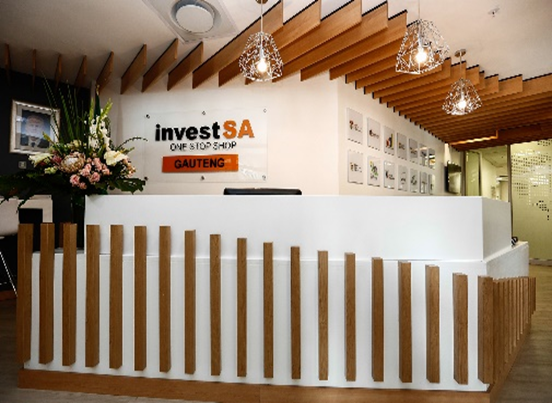 investSA
ONE STOP SHOP
GAUTENG